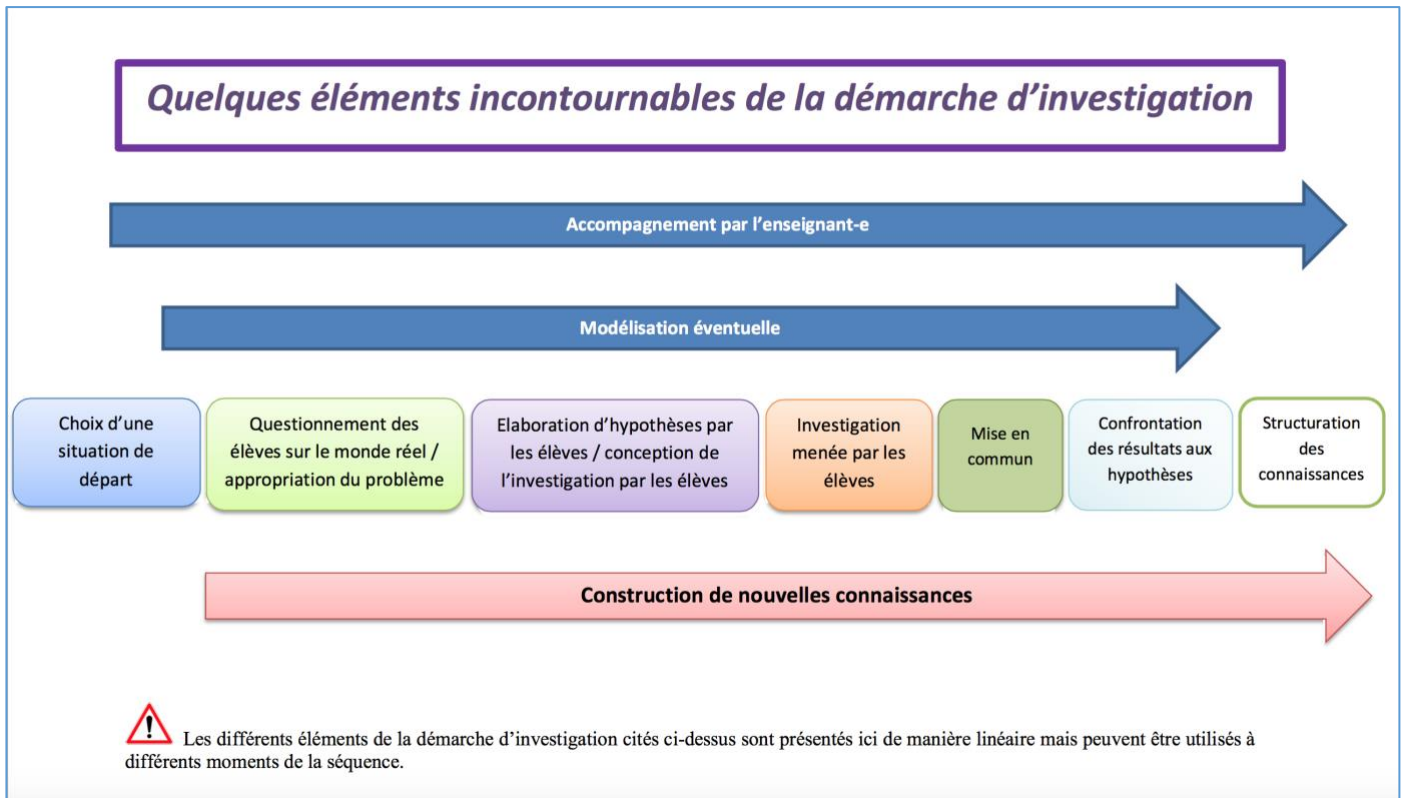 Quelques éléments incontournables de la démarche d'investigation
Accompagnement par l'enseignant-e
Modélisation éventuelle
Choix d'une
situation de
départ
Questionnement des
élèves sur le monde réel /
appropriation du problème
Elaboration d'hypothèses par
les élèves / conception de
l'investigation par les élèves
Investigation
menée par les
élèves
Mise en
commun
Confrontation
des résultats aux
hypothèses
Structuration
des
connaissances
Construction de nouvelles connaissances
! Les différents éléments de la démarche d'investigation cités ci-dessus sont présentés ici de manière linéaire mais peuvent être utilisés à
différents moments de la séquence.